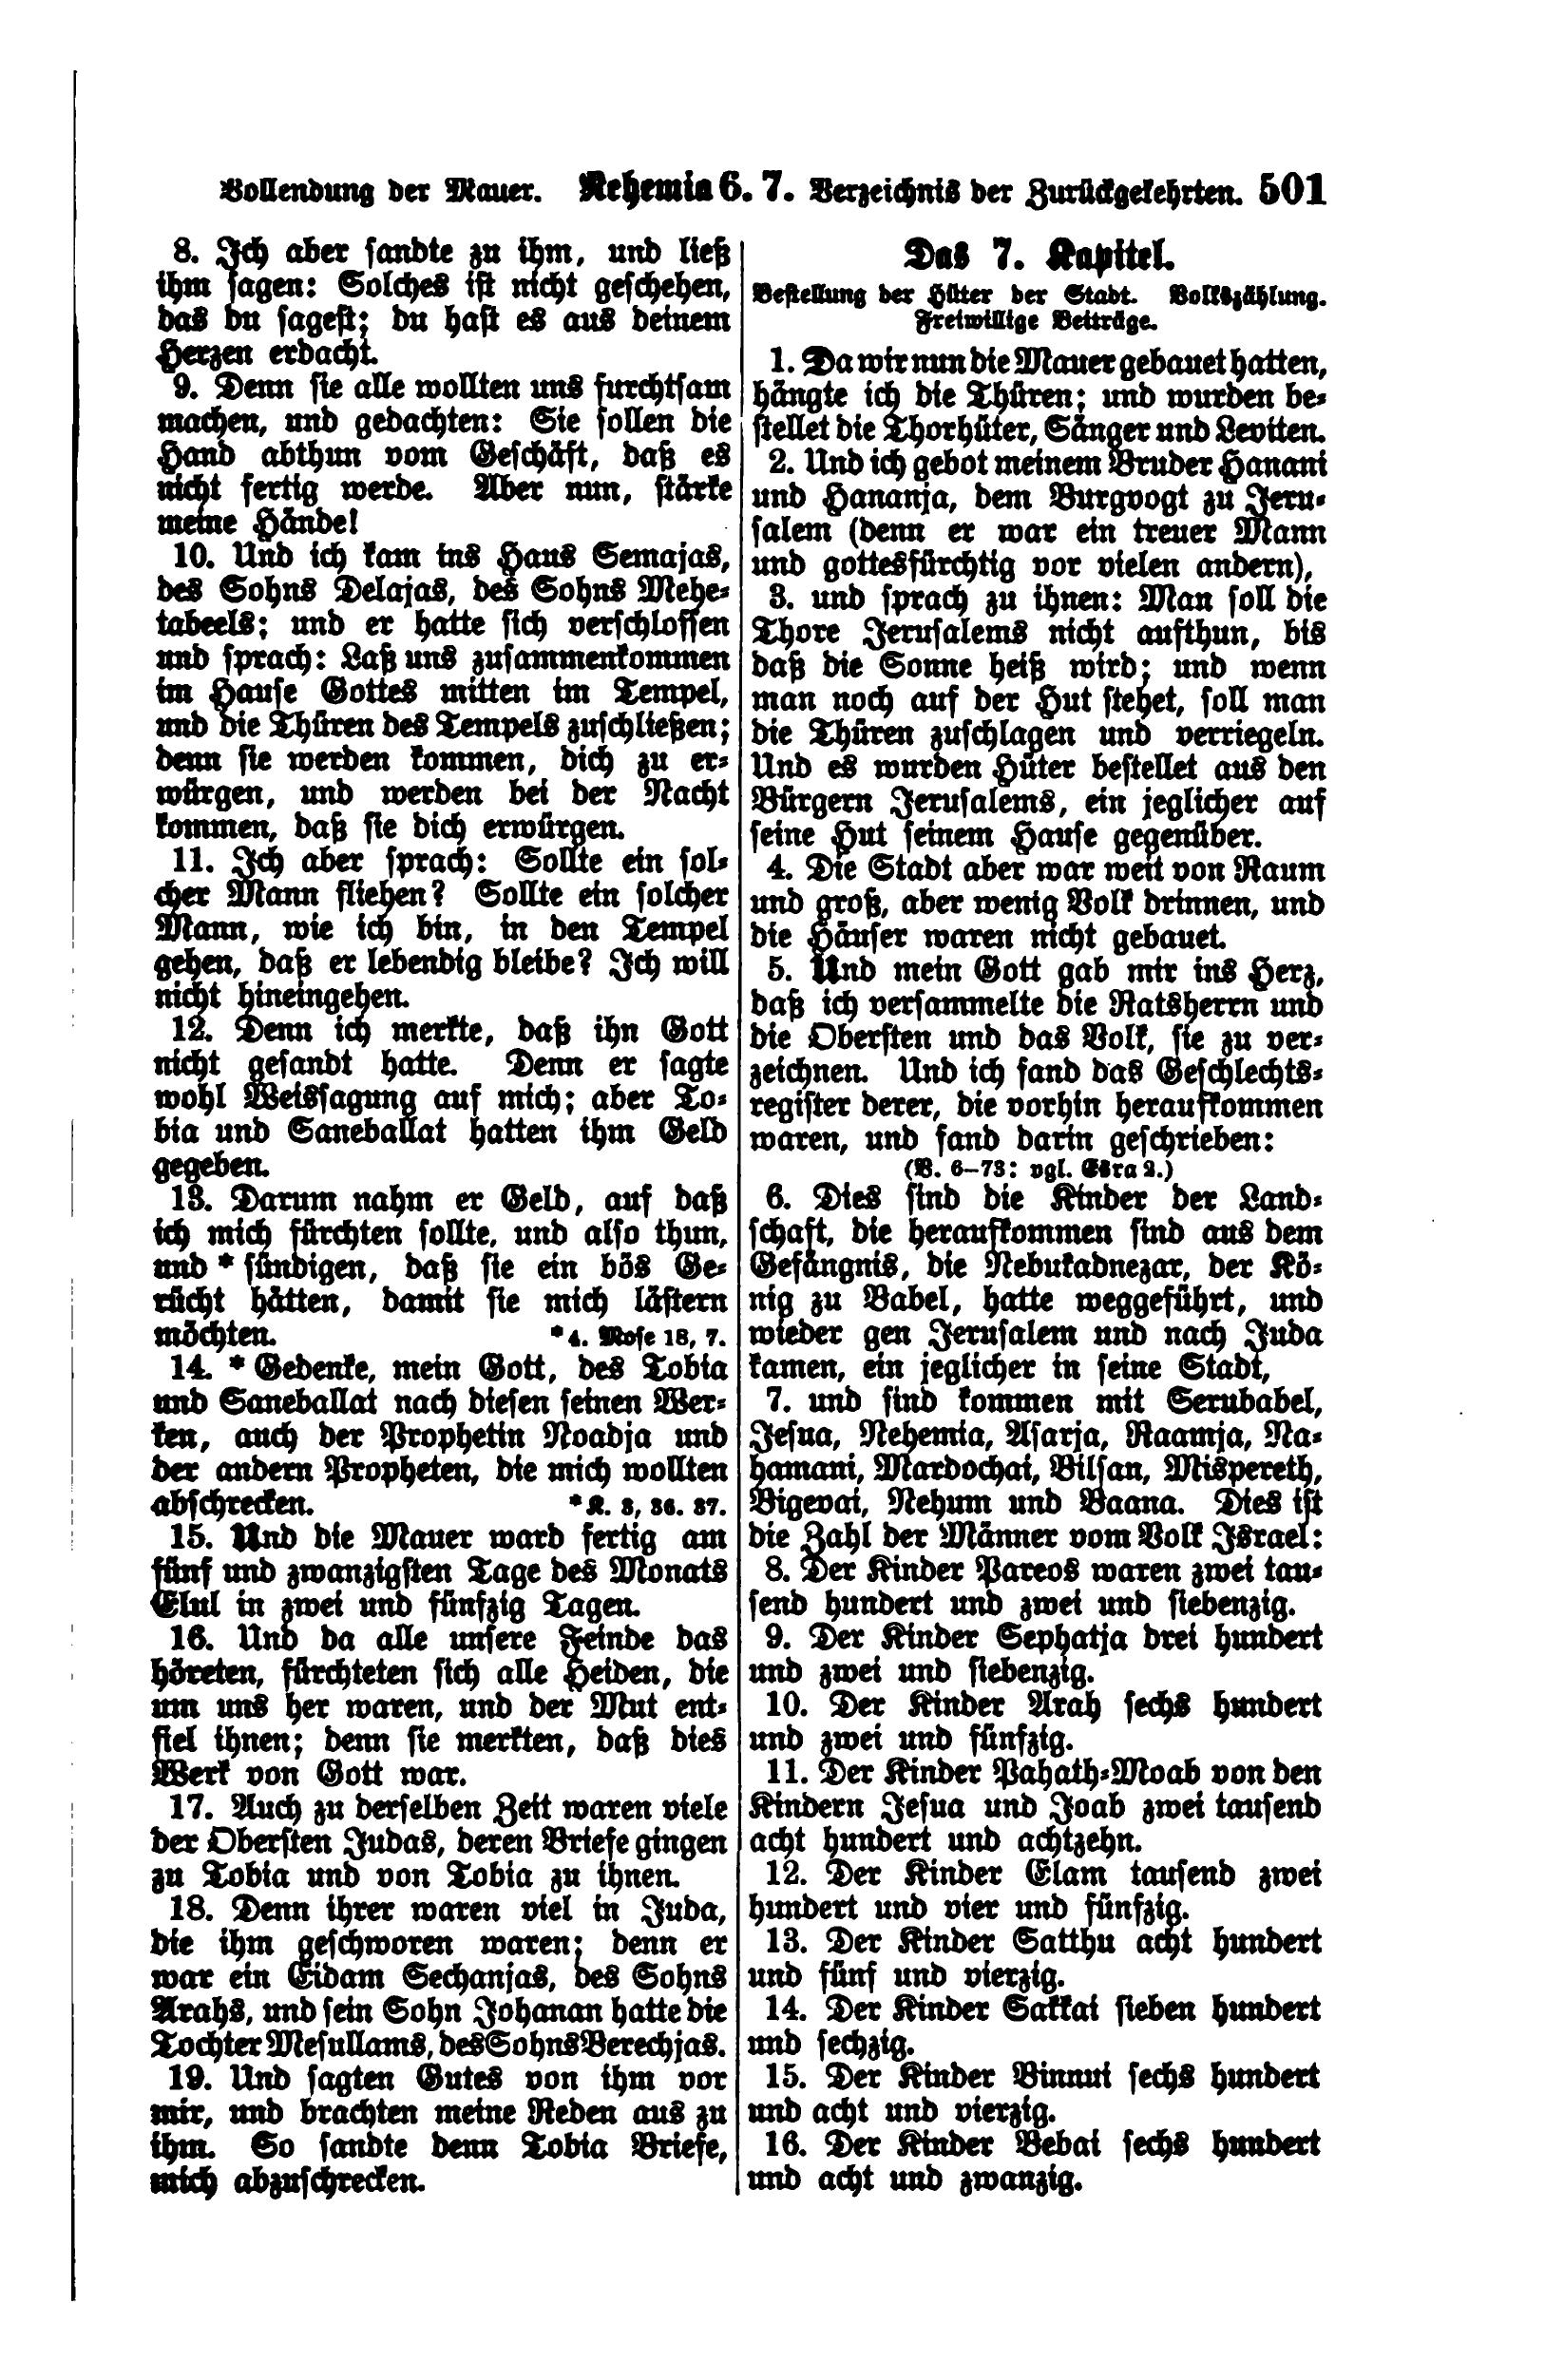 Vollendung der Mauer. Nehemia 6. 7. Verzeichnis der Zurückgekehrten. 501
8. Ich aber sandte zu ihm, und ließ
ihm sagen: Solches ist nicht geschehen,
das du sagest; du hast es aus deinem
Herzen erdacht.
9. Denn sie alle wollten uns furchtsam
machen, und gedachten: Sie sollen die
Hand abthun vom Geschäft, daß es
nicht fertig werde. Aber nun, stärke
meine Hände!
10. Und ich kam ins Haus Semajas,
des Sohns Delajas, des Sohns Mehe-
tabeels; und er hatte sich verschlossen
und sprach: Laß uns zusammenkommen
im Hause Gottes mitten im Tempel,
und die Thüren des Tempels zuschließen;
denn sie werden kommen, dich zu er-
würgen, und werden bei der Nacht
kommen, daß sie dich erwürgen.
11. Ich aber sprach: Sollte ein sol-
cher Mann fliehen? Sollte ein solcher
Mann, wie ich bin, in den Tempel
gehen, daß er lebendig bleibe? Ich will
nicht hineingehen.
12. Denn ich merkte, daß ihn Gott
nicht gesandt hatte. Denn er sagte
wohl Weissagung auf mich; aber To-
bia und Saneballat hatten ihm Geld
gegeben.
13. Darum nahm er Geld, auf daß
ich mich fürchten sollte, und also thun,
und * sündigen, daß sie ein bös Ge-
rücht hätten, damit sie mich lästern
möchten. *4. Mose 18, 7.
14. * Gedenke, mein Gott, des Tobia
und Saneballat nach diesen seinen Wer-
ken, auch der Prophetin Noadja und
der andern Propheten, die mich wollten
abschrecken. *K. 3, 36. 37.
15. Und die Mauer ward fertig am
fünf und zwanzigsten Tage des Monats
Elul in zwei und fünfzig Tagen.
16. Und da alle unsere Feinde das
höreten, fürchteten sich alle Heiden, die
um uns her waren, und der Mut ent-
fiel ihnen; denn sie merkten, daß dies
Werk von Gott war.
17. Auch zu derselben Zeit waren viele
der Obersten Judas, deren Briefe gingen
zu Tobia und von Tobia zu ihnen.
18. Denn ihrer waren viel in Juda,
die ihm geschworen waren; denn er
war ein Eidam Sechanjas, des Sohns
Arahs, und sein Sohn Johanan hatte die
Tochter Mesullams, des Sohns Berechjas.
19. Und sagten Gutes von ihm vor
mir, und brachten meine Reden aus zu
ihm. So sandte denn Tobia Briefe,
mich abzuschrecken.
Das 7. Kapitel.
Bestellung der Hüter der Stadt. Volkszählung.
Freiwillige Beiträge.
1. Da wir nun die Mauer gebauet hatten,
hängte ich die Thüren; und wurden be-
stellet die Thorhüter, Sänger und Leviten.
2. Und ich gebot meinem Bruder Hanani
und Hananja, dem Burgvogt zu Jeru-
salem (denn er war ein treuer Mann
und gottesfürchtig vor vielen andern),
3. und sprach zu ihnen: Man soll die
Thore Jerusalems nicht aufthun, bis
daß die Sonne heiß wird; und wenn
man noch auf der Hut stehet, soll man
die Thüren zuschlagen und verriegeln.
Und es wurden Hüter bestellet aus den
Bürgern Jerusalems, ein jeglicher auf
seine Hut seinem Hause gegenüber.
4. Die Stadt aber war weit von Raum
und groß, aber wenig Volk drinnen, und
die Häuser waren nicht gebauet.
5. Und mein Gott gab mir ins Herz,
daß ich versammelte die Ratsherrn und
die Obersten und das Volk, sie zu ver-
zeichnen. Und ich fand das Geschlechts-
register derer, die vorhin heraufkommen
waren, und fand darin geschrieben:
(V. 6–73: vgl. Esra 2.)
6. Dies sind die Kinder der Land-
schaft, die heraufkommen sind aus dem
Gefängnis, die Nebukadnezar, der Kö-
nig zu Babel, hatte weggeführt, und
wieder gen Jerusalem und nach Juda
kamen, ein jeglicher in seine Stadt,
7. und sind kommen mit Serubabel,
Jesua, Nehemia, Asarja, Raamja, Na-
hamani, Mardochai, Bilsan, Mispereth,
Bigevai, Nehum und Baana. Dies ist
die Zahl der Männer vom Volk Israel:
8. Der Kinder Pareos waren zwei tau-
send hundert und zwei und siebenzig.
9. Der Kinder Sephatja drei hundert
und zwei und siebenzig.
10. Der Kinder Arah sechs hundert
und zwei und fünfzig.
11. Der Kinder Pahath-Moab von den
Kindern Jesua und Joab zwei tausend
acht hundert und achtzehn.
12. Der Kinder Elam tausend zwei
hundert und vier und fünfzig.
13. Der Kinder Satthu acht hundert
und fünf und vierzig.
14. Der Kinder Sakkai sieben hundert
und sechzig.
15. Der Kinder Binnui sechs hundert
und acht und vierzig.
16. Der Kinder Bebai sechs hundert
und acht und zwanzig.